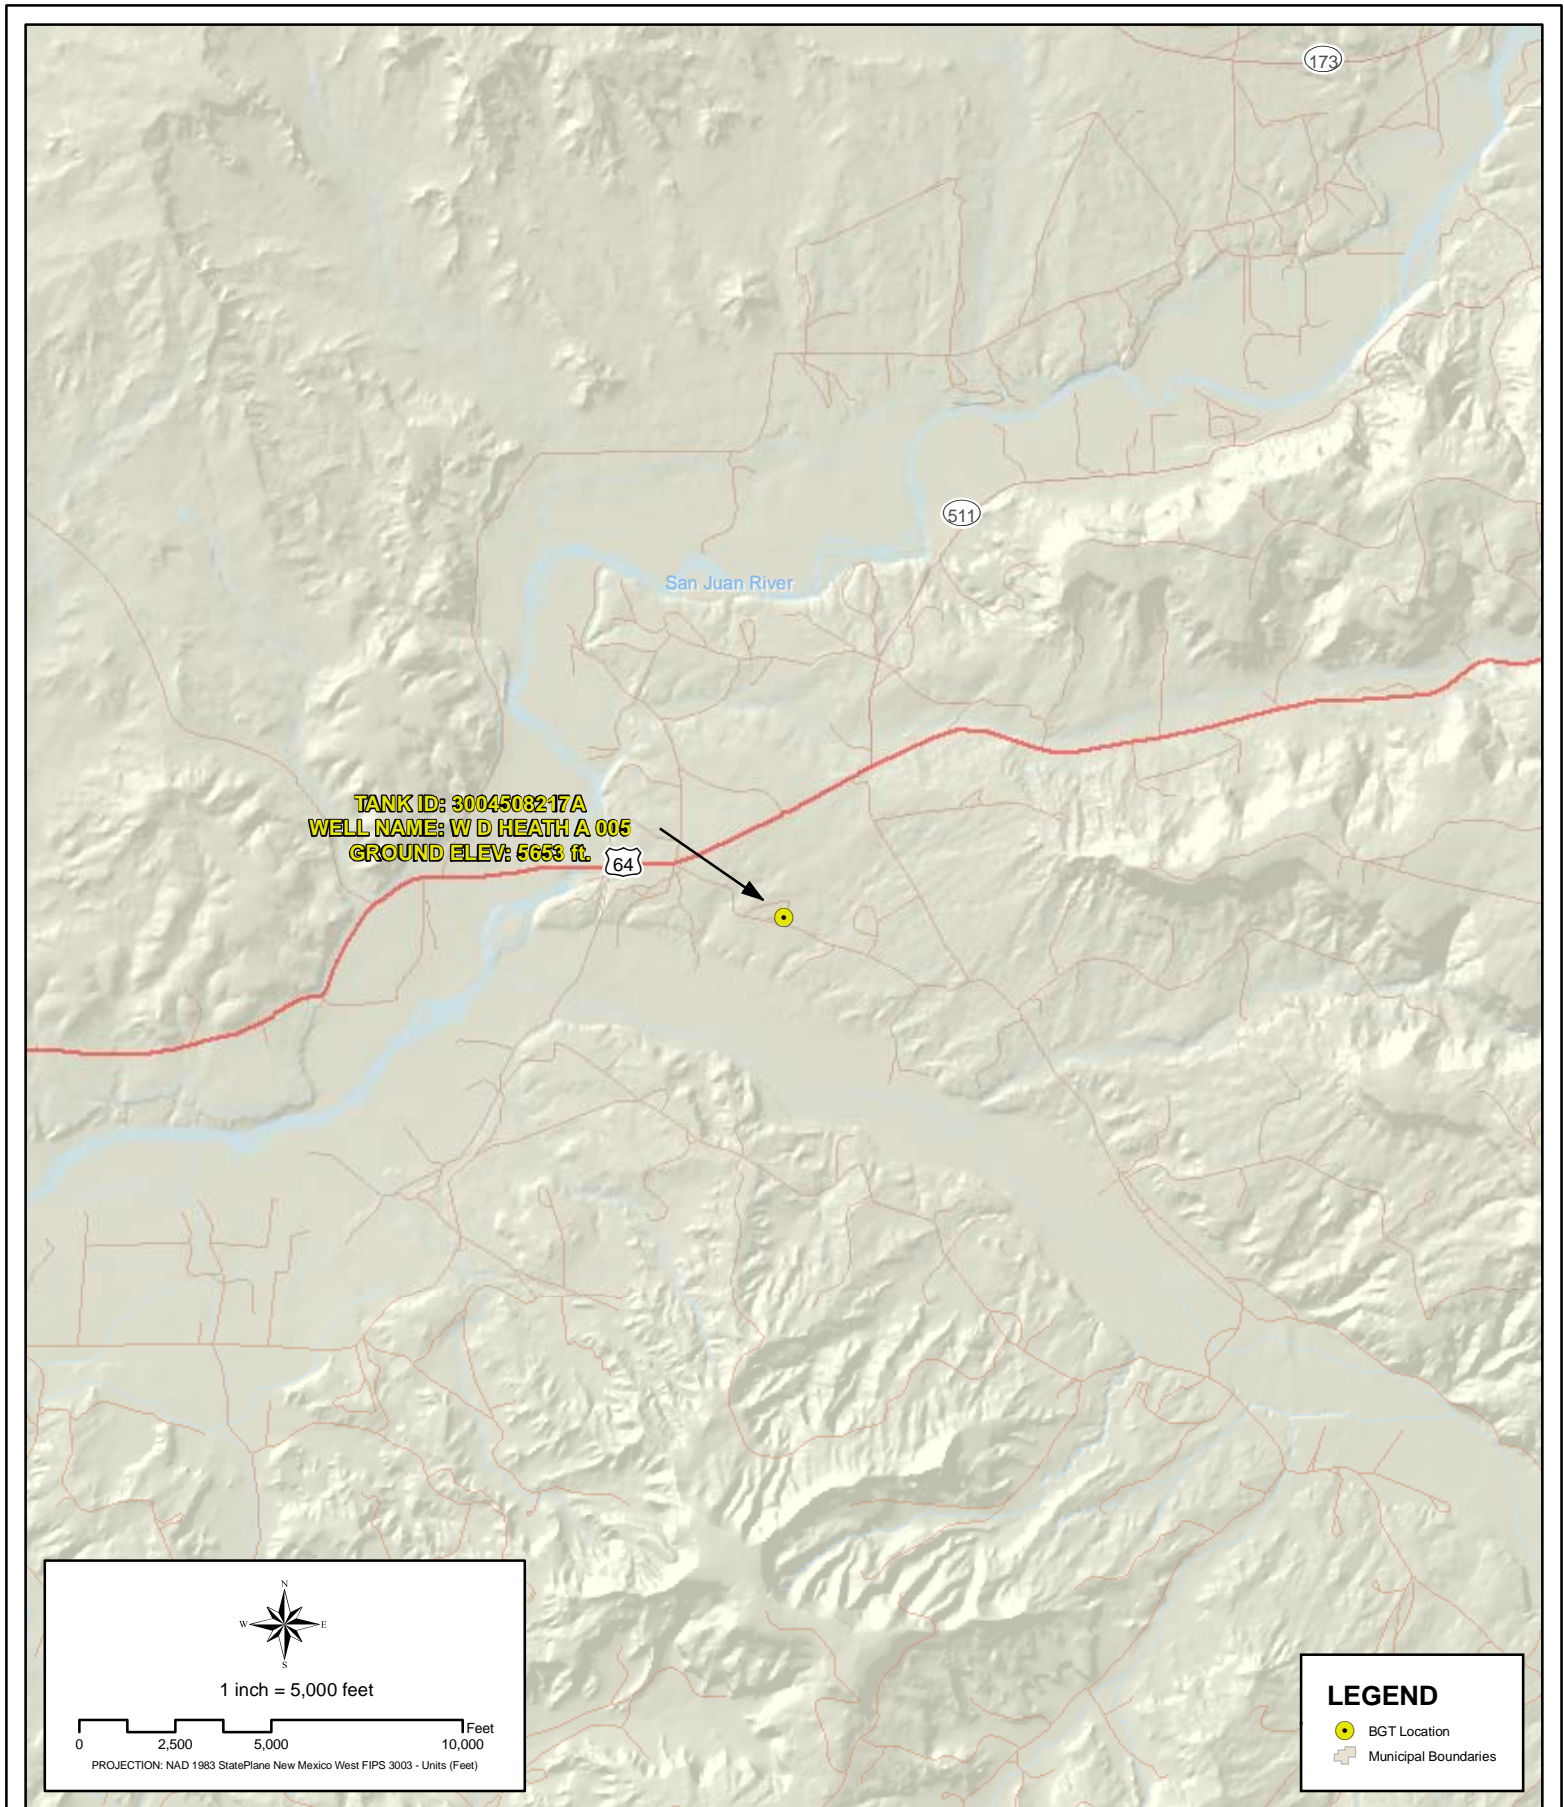 173
511
San Juan River
TANK ID: 3004508217A
WELL NAME: W D HEATH A 005
GROUND ELEV: 5653 ft.
64
N
W E
S
1 inch = 5,000 feet
Feet
0 2,500 5,000 10,000
PROJECTION: NAD 1983 StatePlane New Mexico West FIPS 3003 - Units (Feet)
LEGEND
BGT Location
Municipal Boundaries